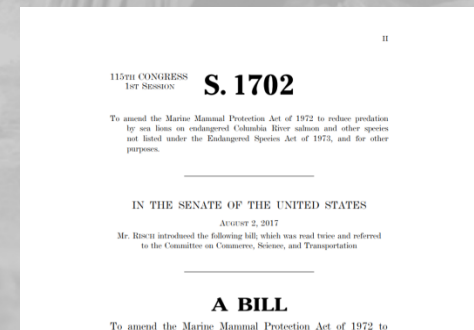 II
115TH CONGRESS
1ST SESSION
S. 1702
To amend the Marine Mammal Protection Act of 1972 to reduce predation
by sea lions on endangered Columbia River salmon and other species
not listed under the Endangered Species Act of 1973, and for other
purposes.
IN THE SENATE OF THE UNITED STATES
AUGUST 2, 2017
Mr. RISCH introduced the following bill; which was read twice and referred
to the Committee on Commerce, Science, and Transportation
A BILL
To amend the Marine Mammal Protection Act of 1972 to